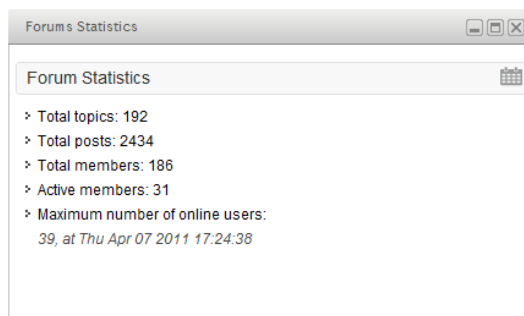 Forums Statistics
Forum Statistics
Total topics: 192
Total posts: 2434
Total members: 186
Active members: 31
Maximum number of online users:
39, at Thu Apr 07 2011 17:24:38